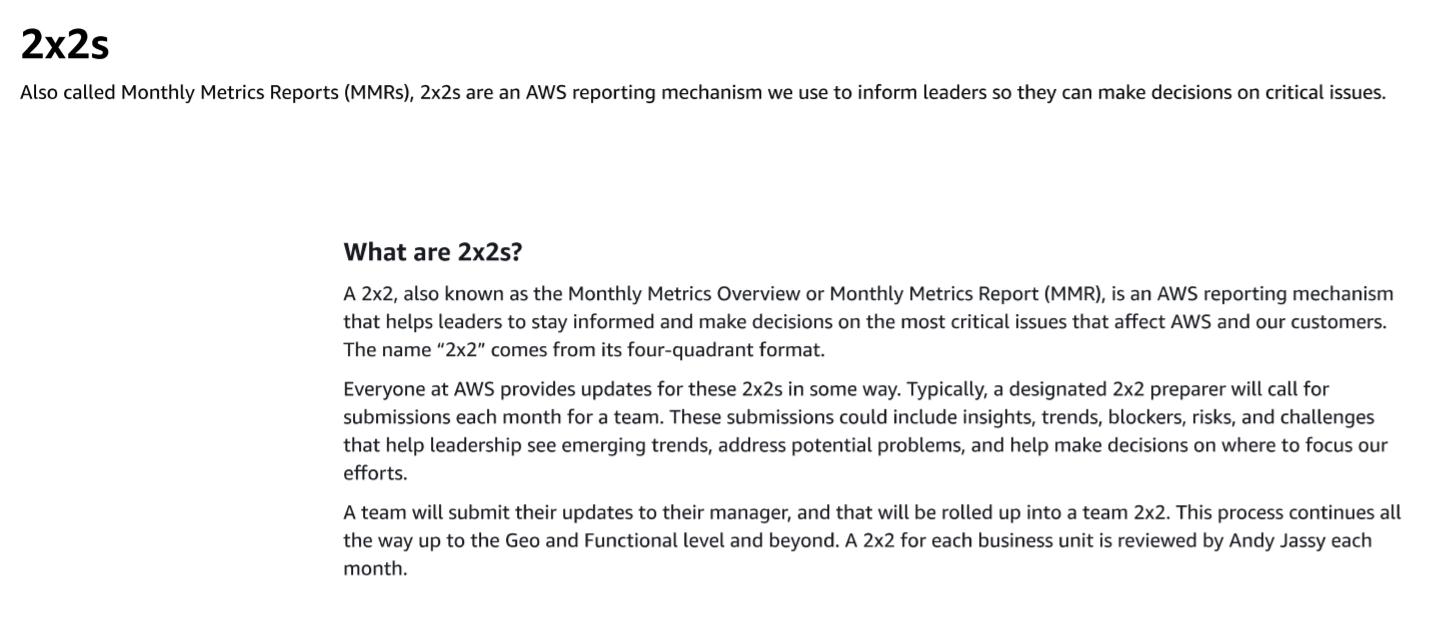 2x2s
Also called Monthly Metrics Reports (MMRs), 2x2s are an AWS reporting mechanism we use to inform leaders so they can make decisions on critical issues.
What are 2x2s?
A 2x2, also known as the Monthly Metrics Overview or Monthly Metrics Report (MMR), is an AWS reporting mechanism
that helps leaders to stay informed and make decisions on the most critical issues that affect AWS and our customers.
The name “2x2” comes from its four-quadrant format.
Everyone at AWS provides updates for these 2x2s in some way. Typically, a designated 2x2 preparer will call for
submissions each month for a team. These submissions could include insights, trends, blockers, risks, and challenges
that help leadership see emerging trends, address potential problems, and help make decisions on where to focus our
efforts.
A team will submit their updates to their manager, and that will be rolled up into a team 2x2. This process continues all
the way up to the Geo and Functional level and beyond. A 2x2 for each business unit is reviewed by Andy Jassy each
month.